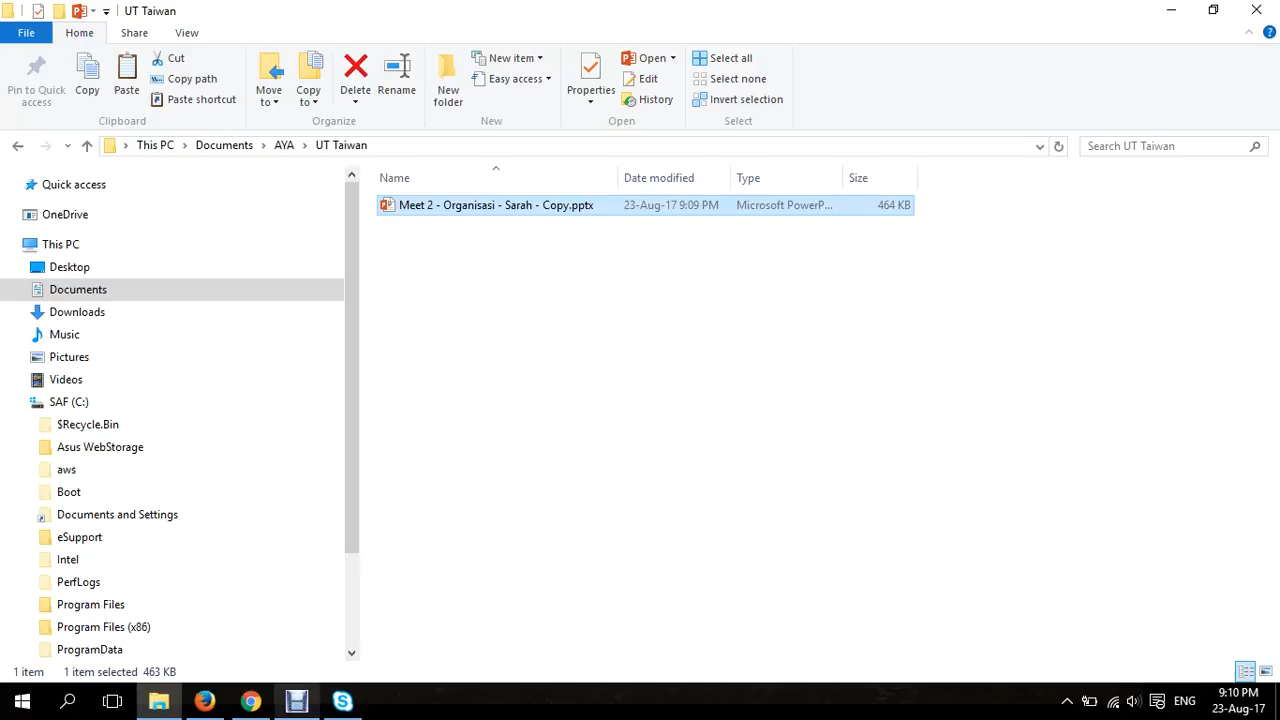 UT Taiwan
File Home Share View
Pin to Quick access
Copy
Paste
Cut
Copy path
Paste shortcut
Clipboard
Move to
Copy to
Delete
Rename
Organize
New folder
New item
Easy access
New
Properties
Open
Edit
History
Open
Select all
Select none
Invert selection
Select
This PC > Documents > AYA > UT Taiwan
Search UT Taiwan
Name Date modified Type Size
Meet 2 - Organisasi - Sarah - Copy.pptx 23-Aug-17 9:09 PM Microsoft PowerP... 464 KB
Quick access
OneDrive
This PC
Desktop
Documents
Downloads
Music
Pictures
Videos
SAF (C:)
$Recycle.Bin
Asus WebStorage
aws
Boot
Documents and Settings
eSupport
Intel
PerfLogs
Program Files
Program Files (x86)
ProgramData
1 item 1 item selected 463 KB
ENG
9:10 PM
23-Aug-17